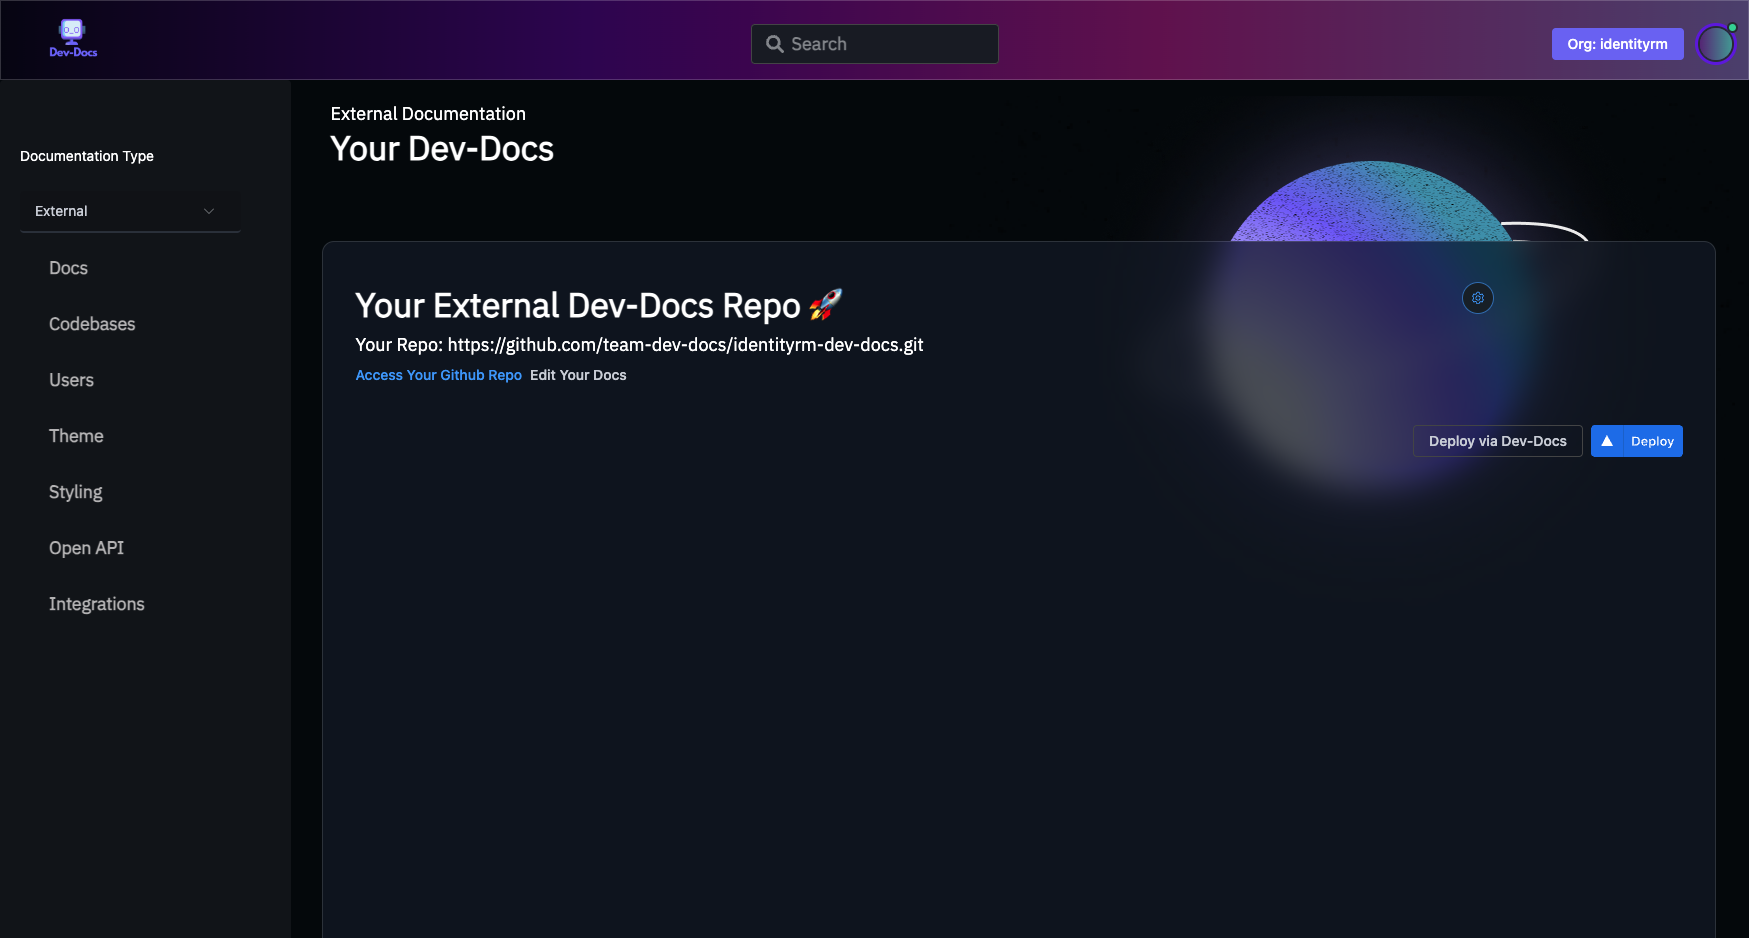 Dev-Docs
Search
Org: identityrm
Documentation Type
External
Docs
Codebases
Users
Theme
Styling
Open API
Integrations
External Documentation
Your Dev-Docs
Your External Dev-Docs Repo 🚀
Your Repo: https://github.com/team-dev-docs/identityrm-dev-docs.git
Access Your Github Repo Edit Your Docs
Deploy via Dev-Docs
Deploy